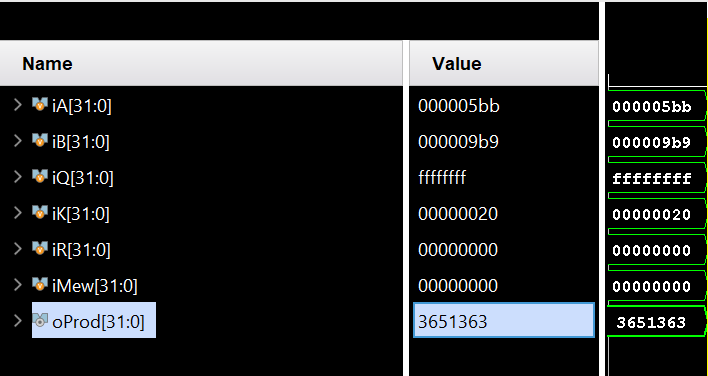 Name Value
iA[31:0] 000005bb 000005bb
iB[31:0] 000009b9 000009b9
iQ[31:0] ffffffff ffffffff
iK[31:0] 00000020 00000020
iR[31:0] 00000000 00000000
iMew[31:0] 00000000 00000000
oProd[31:0] 3651363 3651363